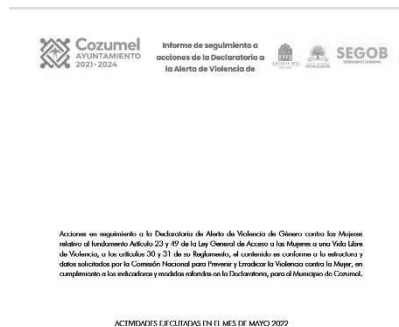 Cozumel
AYUNTAMIENTO
2021-2024
Informe de seguimiento a
acciones de la Declaratoria a
la Alerta de Violencia de
SEGOB
Acciones en seguimiento a la Declaratoria de Alerta de Violencia de Género contra las Mujeres
relativo al fundamento Artículo 23 y 49 de la Ley General de Acceso a las Mujeres a una Vida Libre
de Violencia, a los artículos 30 y 31 de su Reglamento, el contenido es conforme a la estructura y
datos solicitados por la Comisión Nacional para Prevenir y Erradicar la Violencia contra la Mujer, en
cumplimiento a los indicadores y medidas referidas en la Declaratoria, para el Municipio de Cozumel.
ACTIVIDADES EJECUTADAS EN EL MES DE MAYO 2022